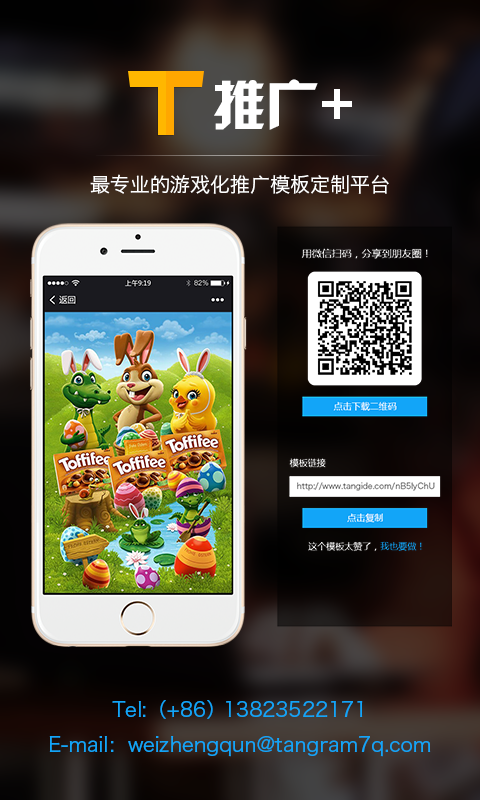 T 推广+
最专业的游戏化推广模板定制平台
上午9:19
82%
返回
Toffifee
Toffifee
Toffifee
用微信扫码，分享到朋友圈！
点击下载二维码
模板链接
http://www.tangide.com/nB5IyChU
点击复制
这个模板太赞了，我也要做！
Tel:（+86）13823522171
E-mail：weizhengqun@tangram7q.com